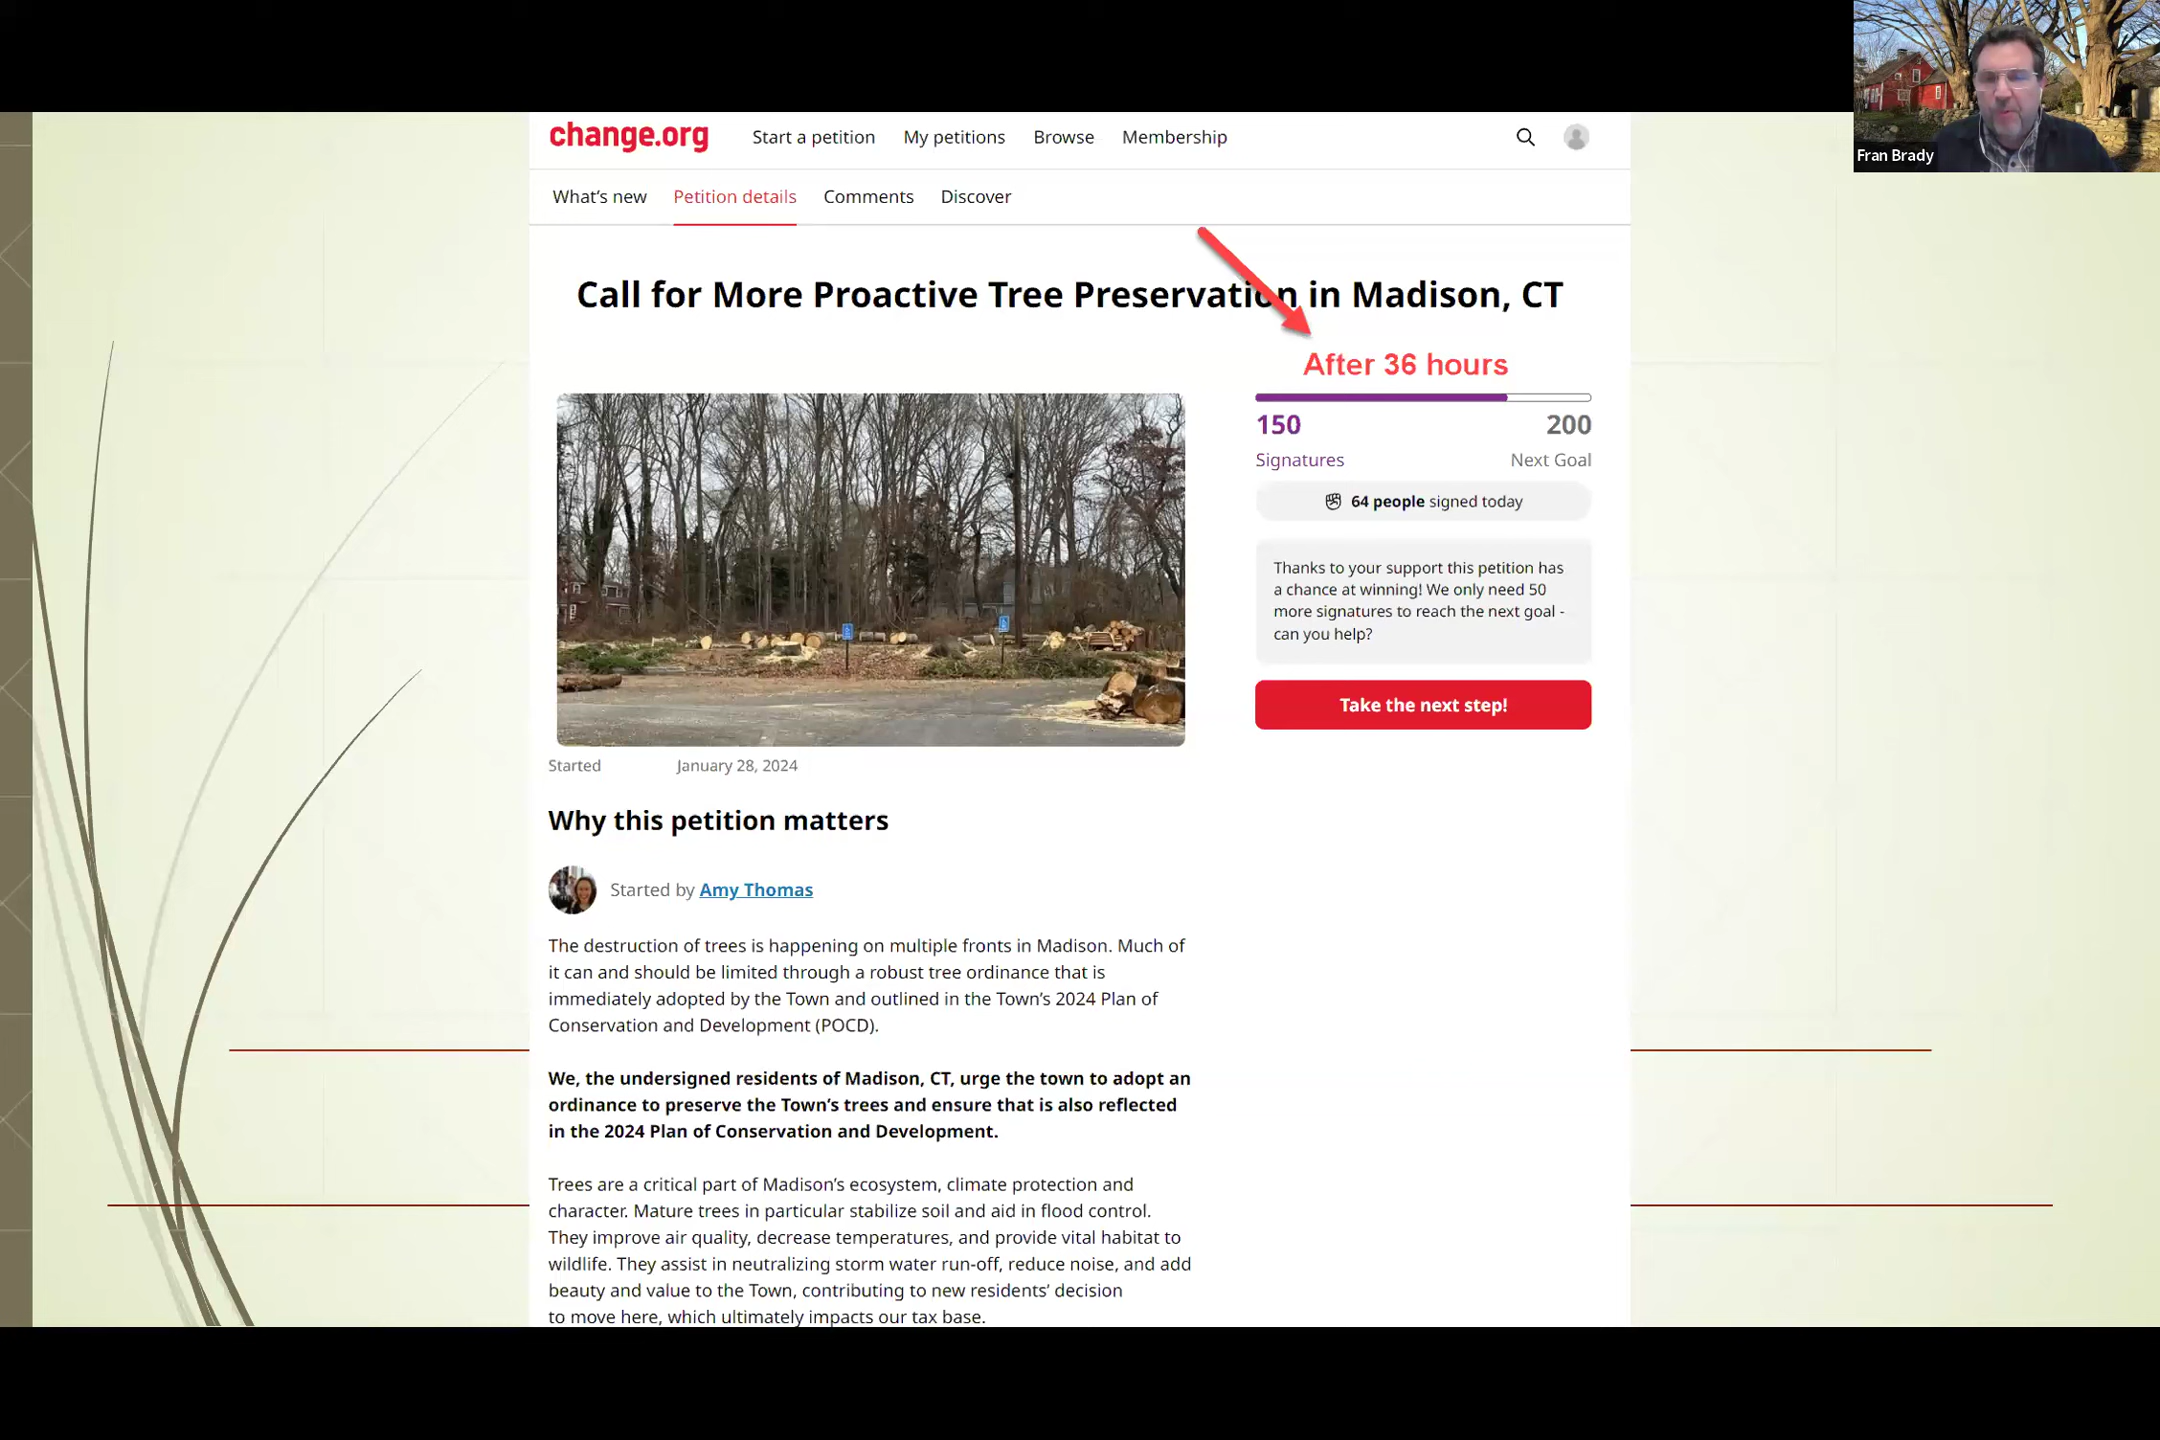 change.org Start a petition My petitions Browse Membership
Fran Brady
What's new Petition details Comments Discover
Call for More Proactive Tree Preservation in Madison, CT
After 36 hours
150 200
Signatures Next Goal
64 people signed today
Thanks to your support this petition has
a chance at winning! We only need 50
more signatures to reach the next goal -
can you help?
Take the next step!
Started January 28, 2024
Why this petition matters
Started by Amy Thomas
The destruction of trees is happening on multiple fronts in Madison. Much of
it can and should be limited through a robust tree ordinance that is
immediately adopted by the Town and outlined in the Town's 2024 Plan of
Conservation and Development (POCD).
We, the undersigned residents of Madison, CT, urge the town to adopt an
ordinance to preserve the Town's trees and ensure that is also reflected
in the 2024 Plan of Conservation and Development.
Trees are a critical part of Madison's ecosystem, climate protection and
character. Mature trees in particular stabilize soil and aid in flood control.
They improve air quality, decrease temperatures, and provide vital habitat to
wildlife. They assist in neutralizing storm water run-off, reduce noise, and add
beauty and value to the Town, contributing to new residents' decision
to move here, which ultimately impacts our tax base.